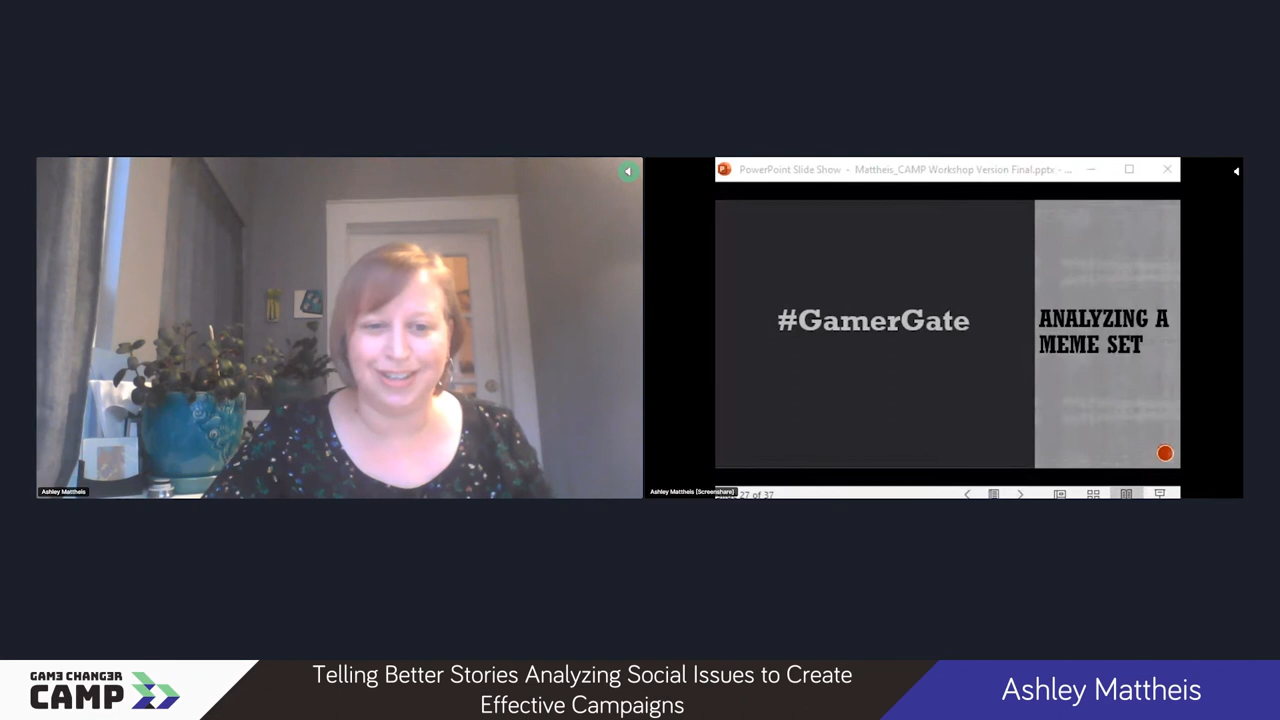 PowerPoint Slide Show - Mattheis_CAMP Workshop Version Final.pptx - ...
#GamerGate
ANALYZING A
MEME SET
Ashley Mattheis
Ashley Mattheis (Screenshare)
27 of 37
GAME CHANGER
CAMP
Telling Better Stories Analyzing Social Issues to Create
Effective Campaigns
Ashley Mattheis